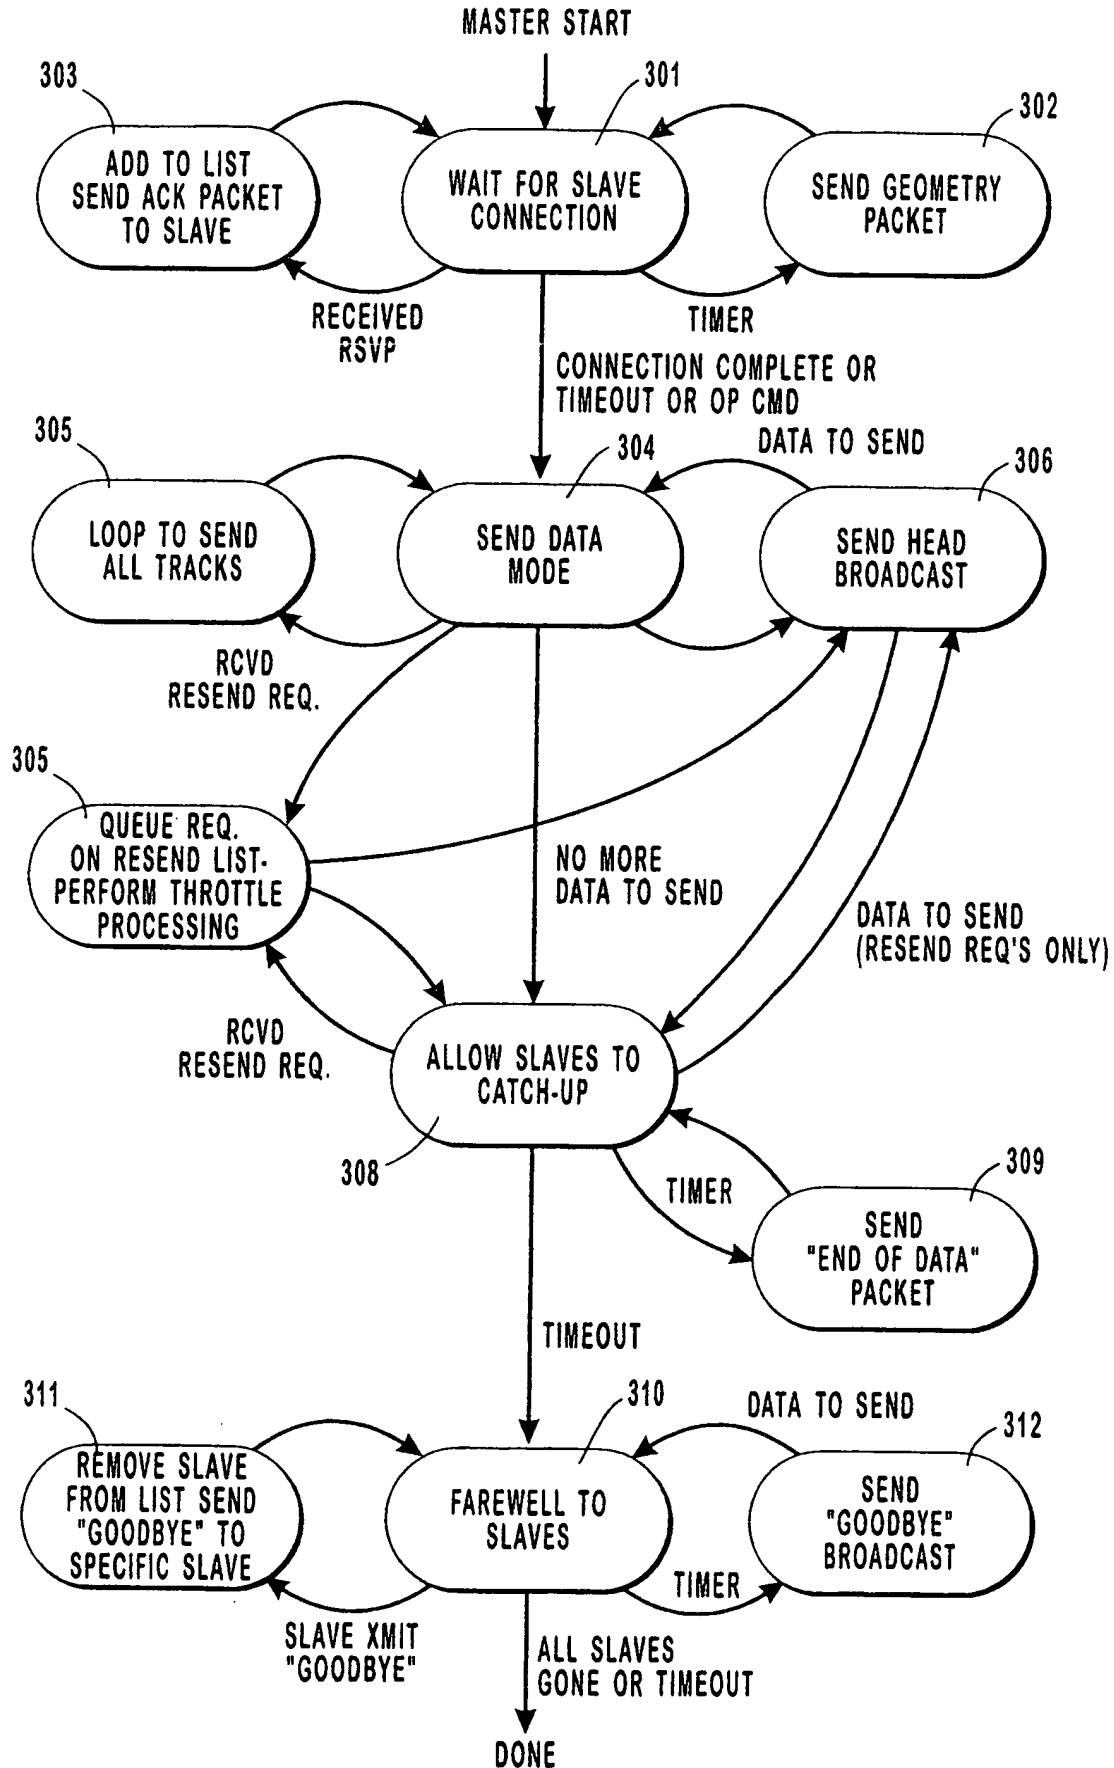 MASTER START
303
301
302
ADD TO LIST
SEND ACK PACKET
TO SLAVE
WAIT FOR SLAVE
CONNECTION
SEND GEOMETRY
PACKET
RECEIVED
RSVP
TIMER
CONNECTION COMPLETE OR
TIMEOUT OR OP CMD
305
304
DATA TO SEND
306
LOOP TO SEND
ALL TRACKS
SEND DATA
MODE
SEND HEAD
BROADCAST
RCVD
RESEND REQ.
305
QUEUE REQ.
ON RESEND LIST-
PERFORM THROTTLE
PROCESSING
NO MORE
DATA TO SEND
DATA TO SEND
(RESEND REQ'S ONLY)
RCVD
RESEND REQ.
ALLOW SLAVES TO
CATCH-UP
308
TIMER
309
SEND
"END OF DATA"
PACKET
TIMEOUT
311
310
DATA TO SEND
312
REMOVE SLAVE
FROM LIST SEND
"GOODBYE" TO
SPECIFIC SLAVE
FAREWELL TO
SLAVES
SEND
"GOODBYE"
BROADCAST
TIMER
SLAVE XMIT
"GOODBYE"
ALL SLAVES
GONE OR TIMEOUT
DONE